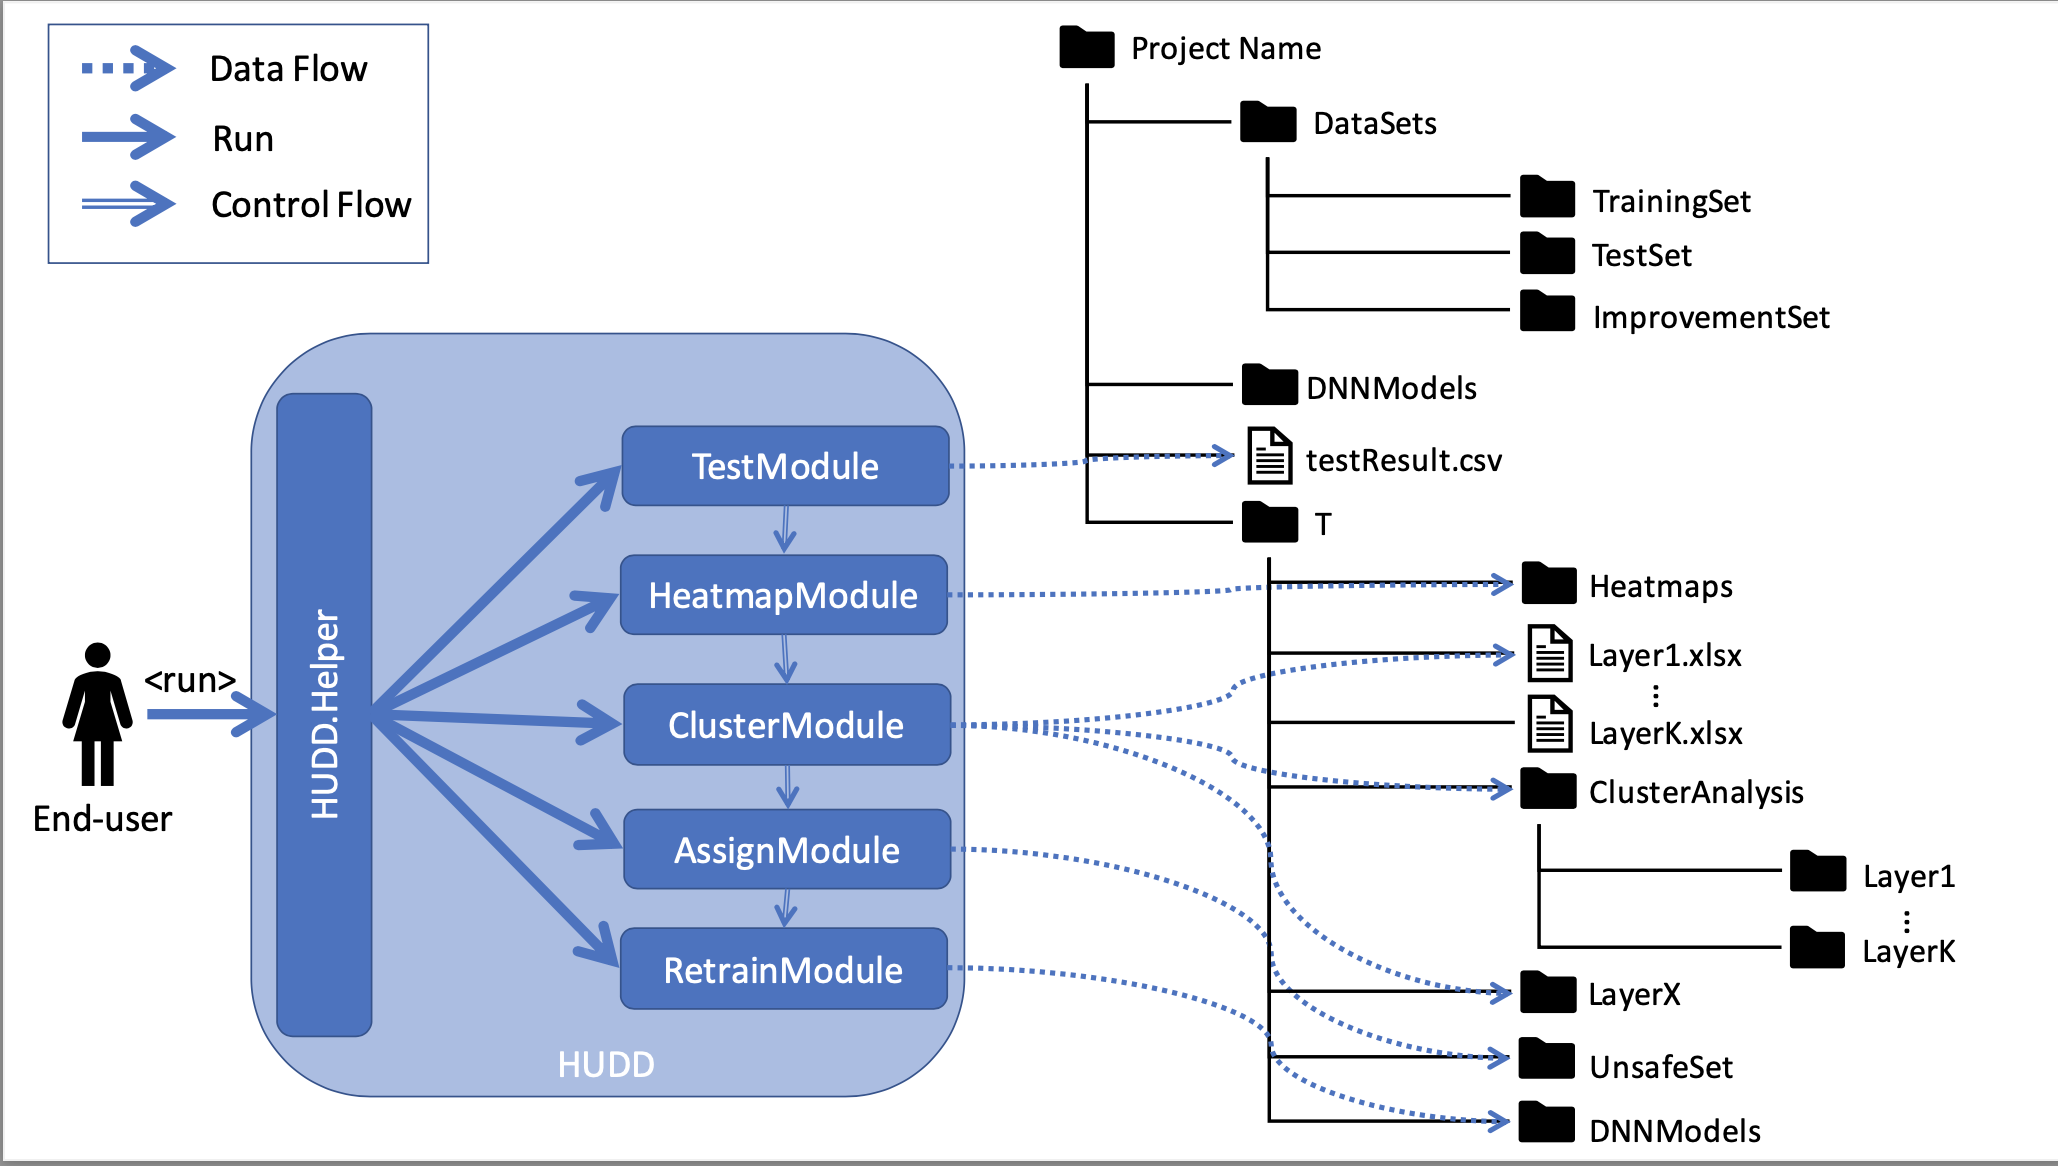 Data Flow
Run
Control Flow
Project Name
DataSets
TrainingSet
TestSet
ImprovementSet
DNNModels
testResult.csv
T
Heatmaps
Layer1.xlsx
⋮
LayerK.xlsx
ClusterAnalysis
Layer1
⋮
LayerK
LayerX
UnsafeSet
DNNModels
<run>
End-user
HUDD.Helper
TestModule
HeatmapModule
ClusterModule
AssignModule
RetrainModule
HUDD